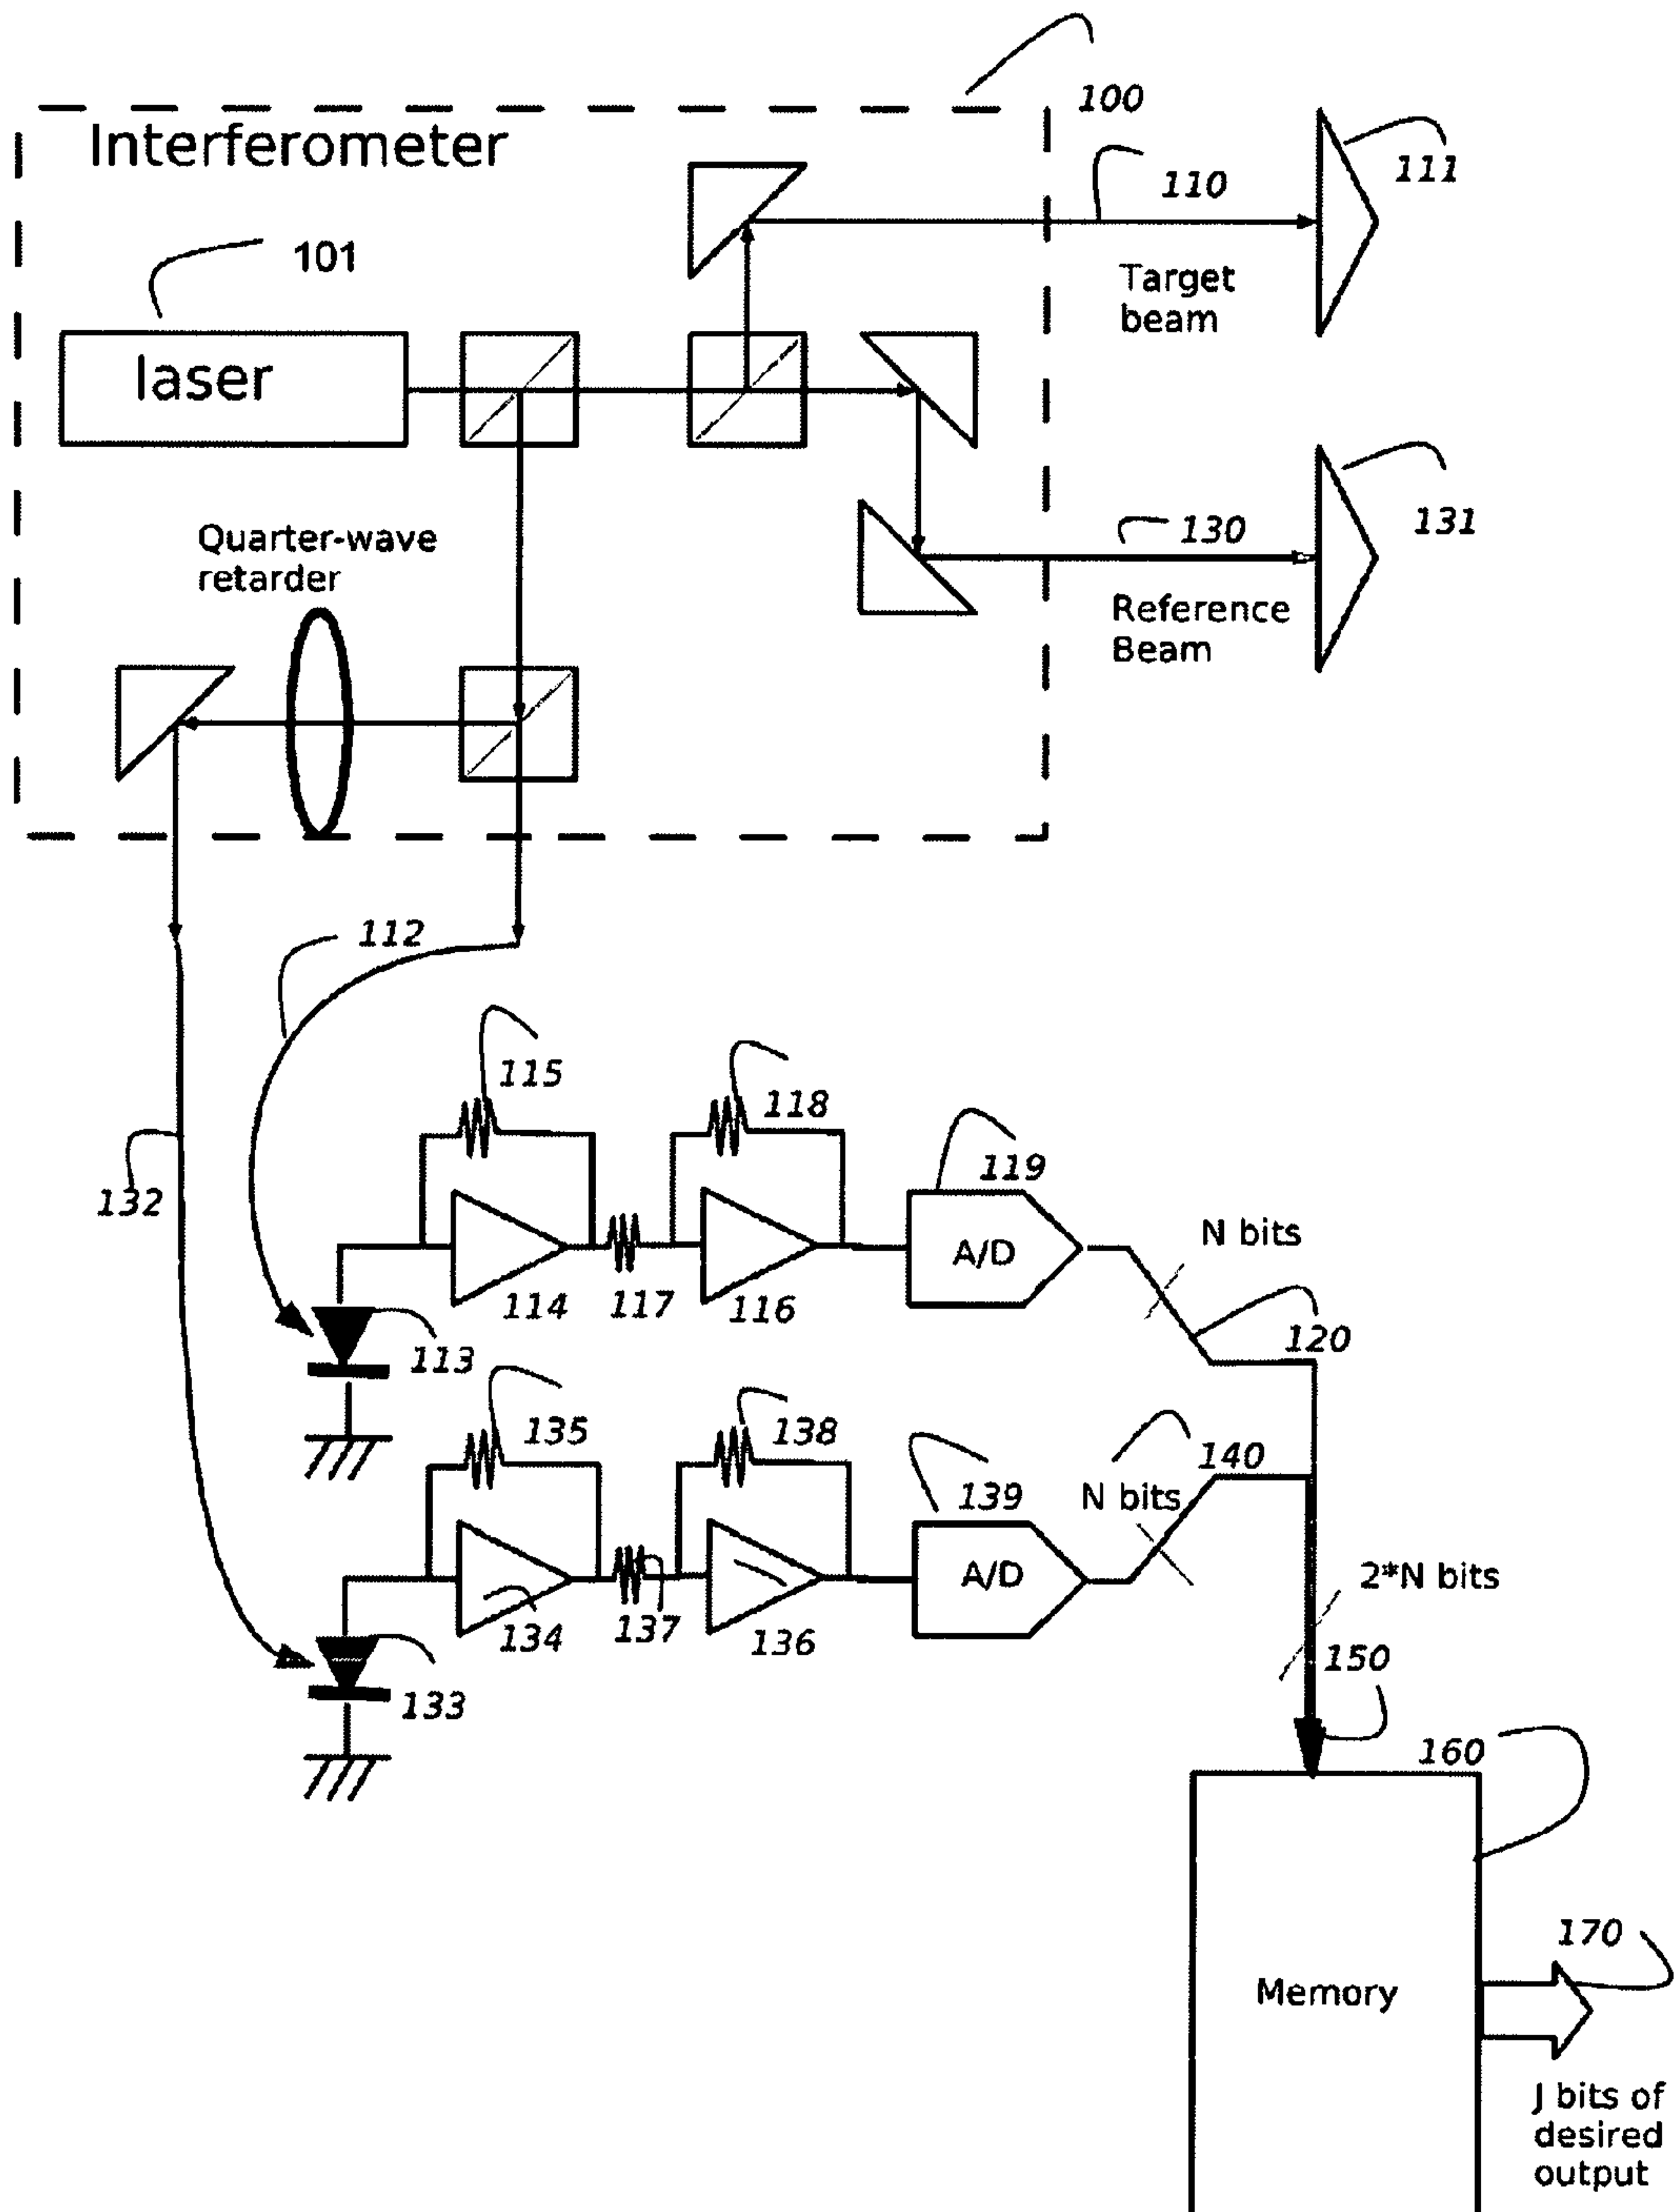 100
Interferometer
111
110
101
Target
beam
laser
Quarter-wave
retarder
130
131
Reference
Beam
112
115
118
119
132
N bits
A/D
114
117
116
120
113
135
138
140
139
N bits
A/D
2*N bits
134
137
136
150
133
160
170
Memory
J bits of
desired
output